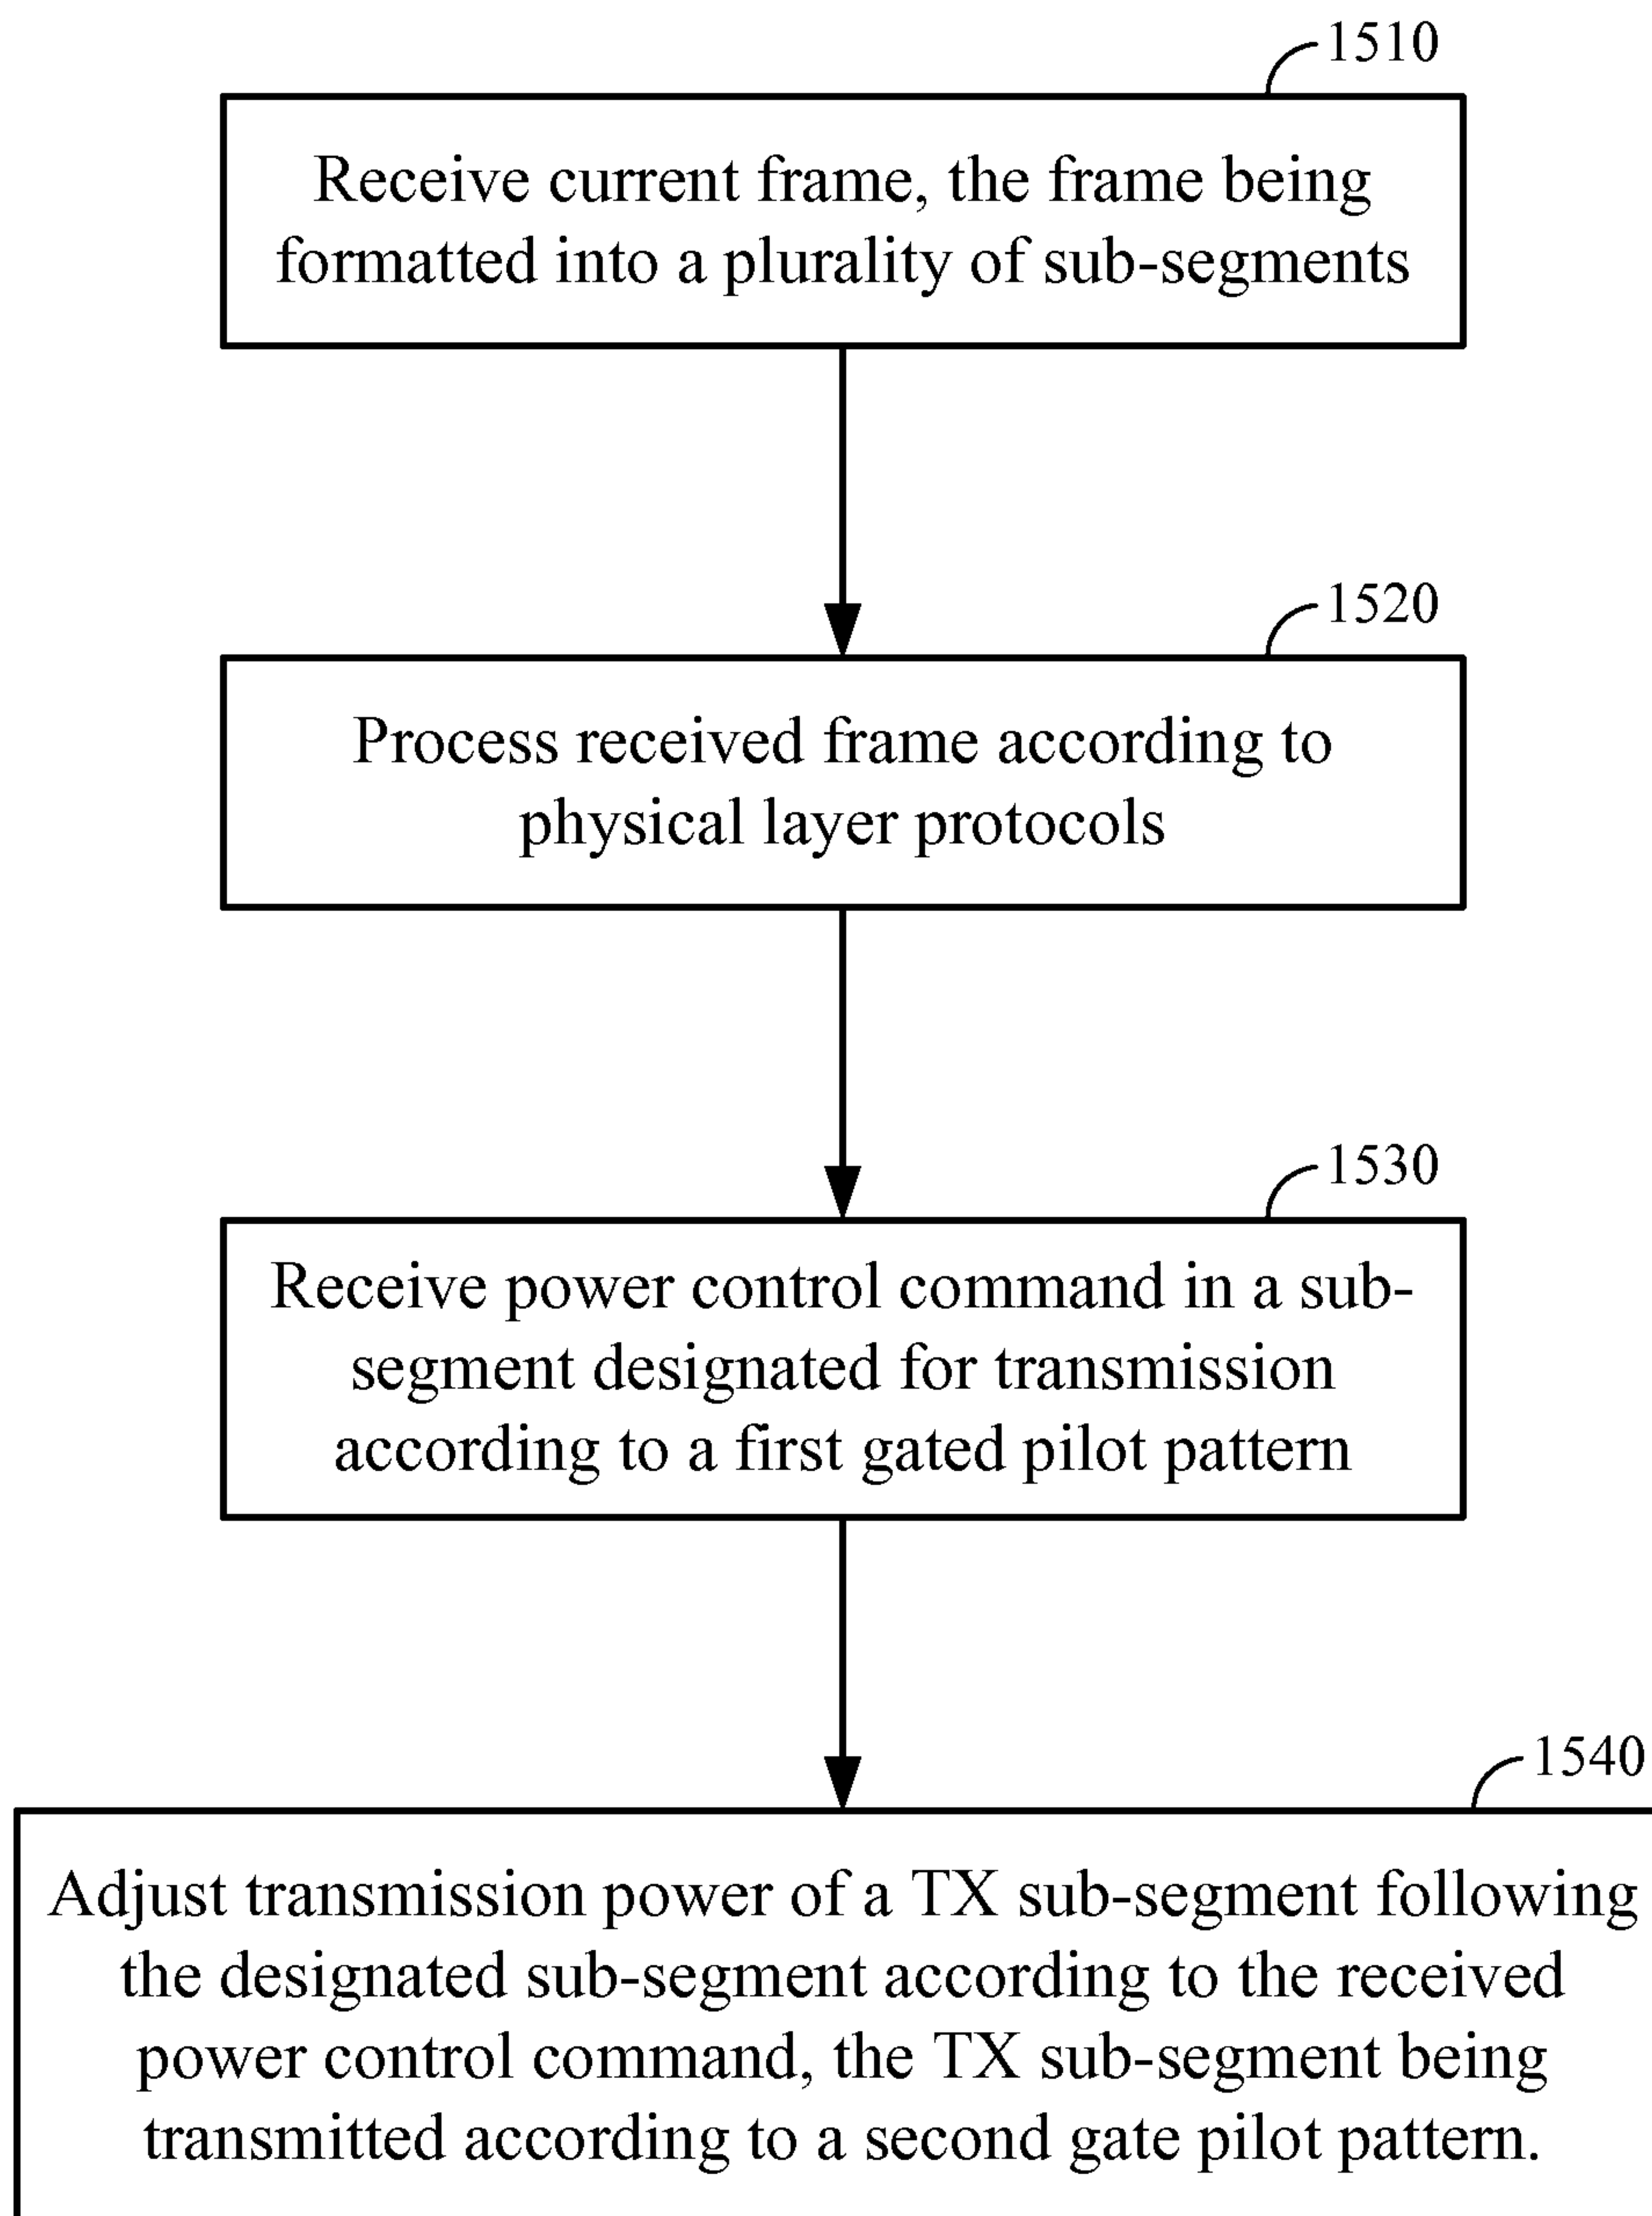 1510
Receive current frame, the frame being
formatted into a plurality of sub-segments
1520
Process received frame according to
physical layer protocols
1530
Receive power control command in a sub-
segment designated for transmission
according to a first gated pilot pattern
1540
Adjust transmission power of a TX sub-segment following
the designated sub-segment according to the received
power control command, the TX sub-segment being
transmitted according to a second gate pilot pattern.